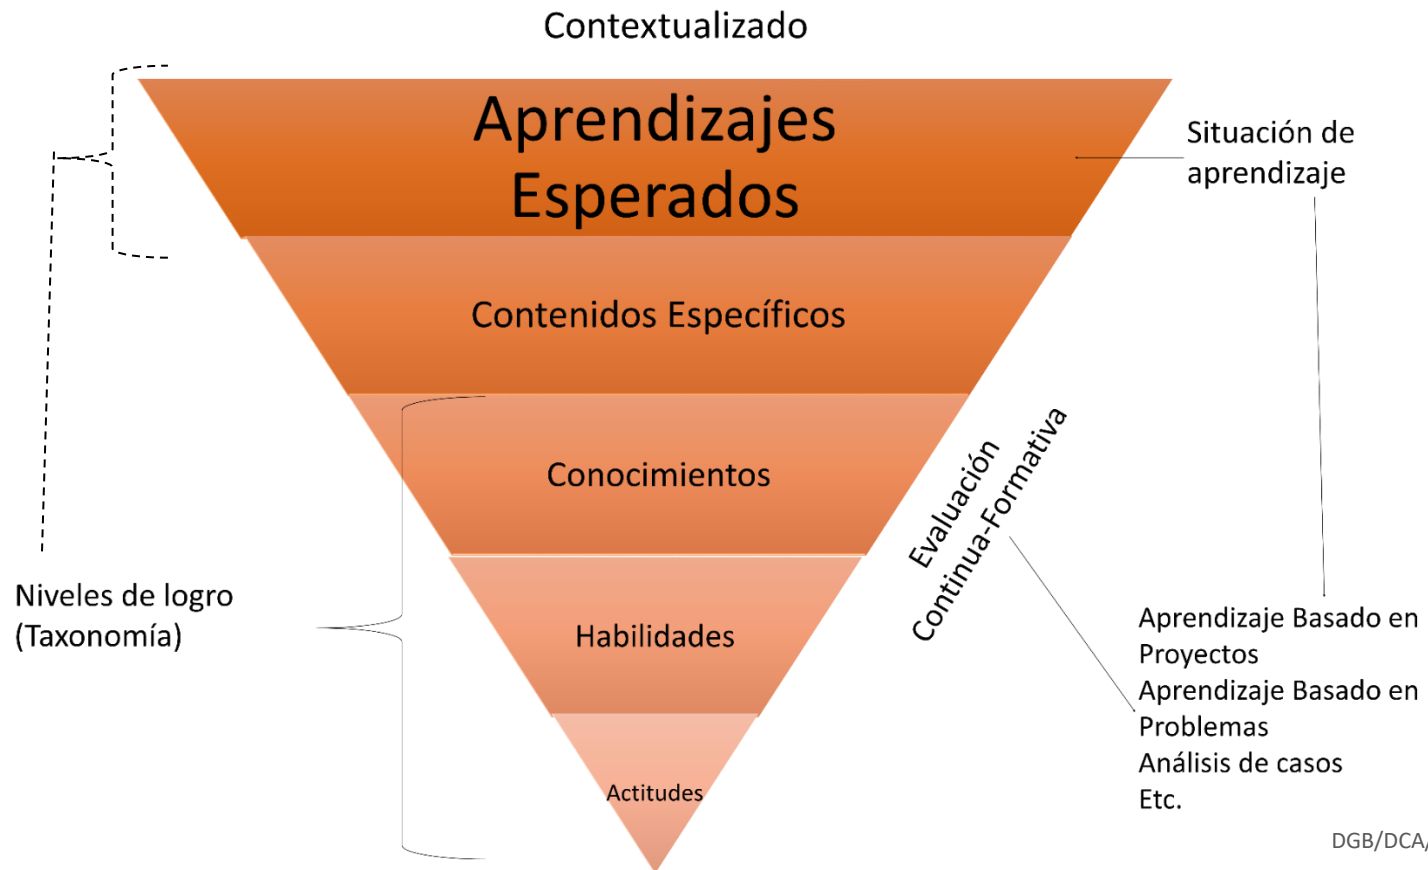 Contextualizado
Aprendizajes
Esperados
Situación de
aprendizaje
Contenidos Específicos
Conocimientos
Evaluación
Continua-Formativa
Niveles de logro
(Taxonomía)
Habilidades
Aprendizaje Basado en
Proyectos
Aprendizaje Basado en
Problemas
Análisis de casos
Etc.
Actitudes
DGB/DCA/